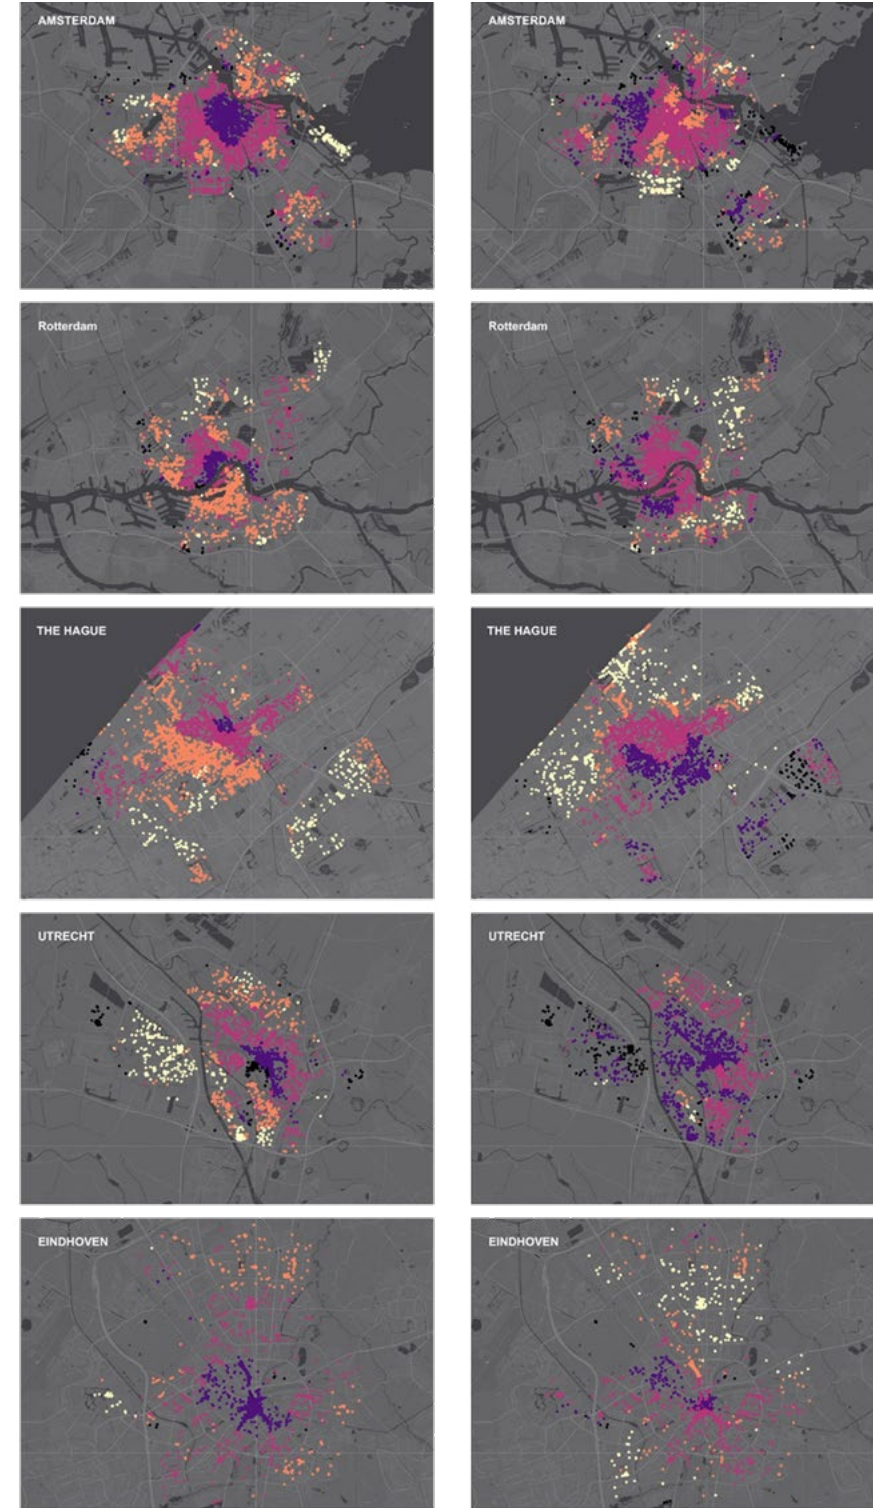 AMSTERDAM
AMSTERDAM
Rotterdam
Rotterdam
THE HAGUE
THE HAGUE
UTRECHT
UTRECHT
EINDHOVEN
EINDHOVEN